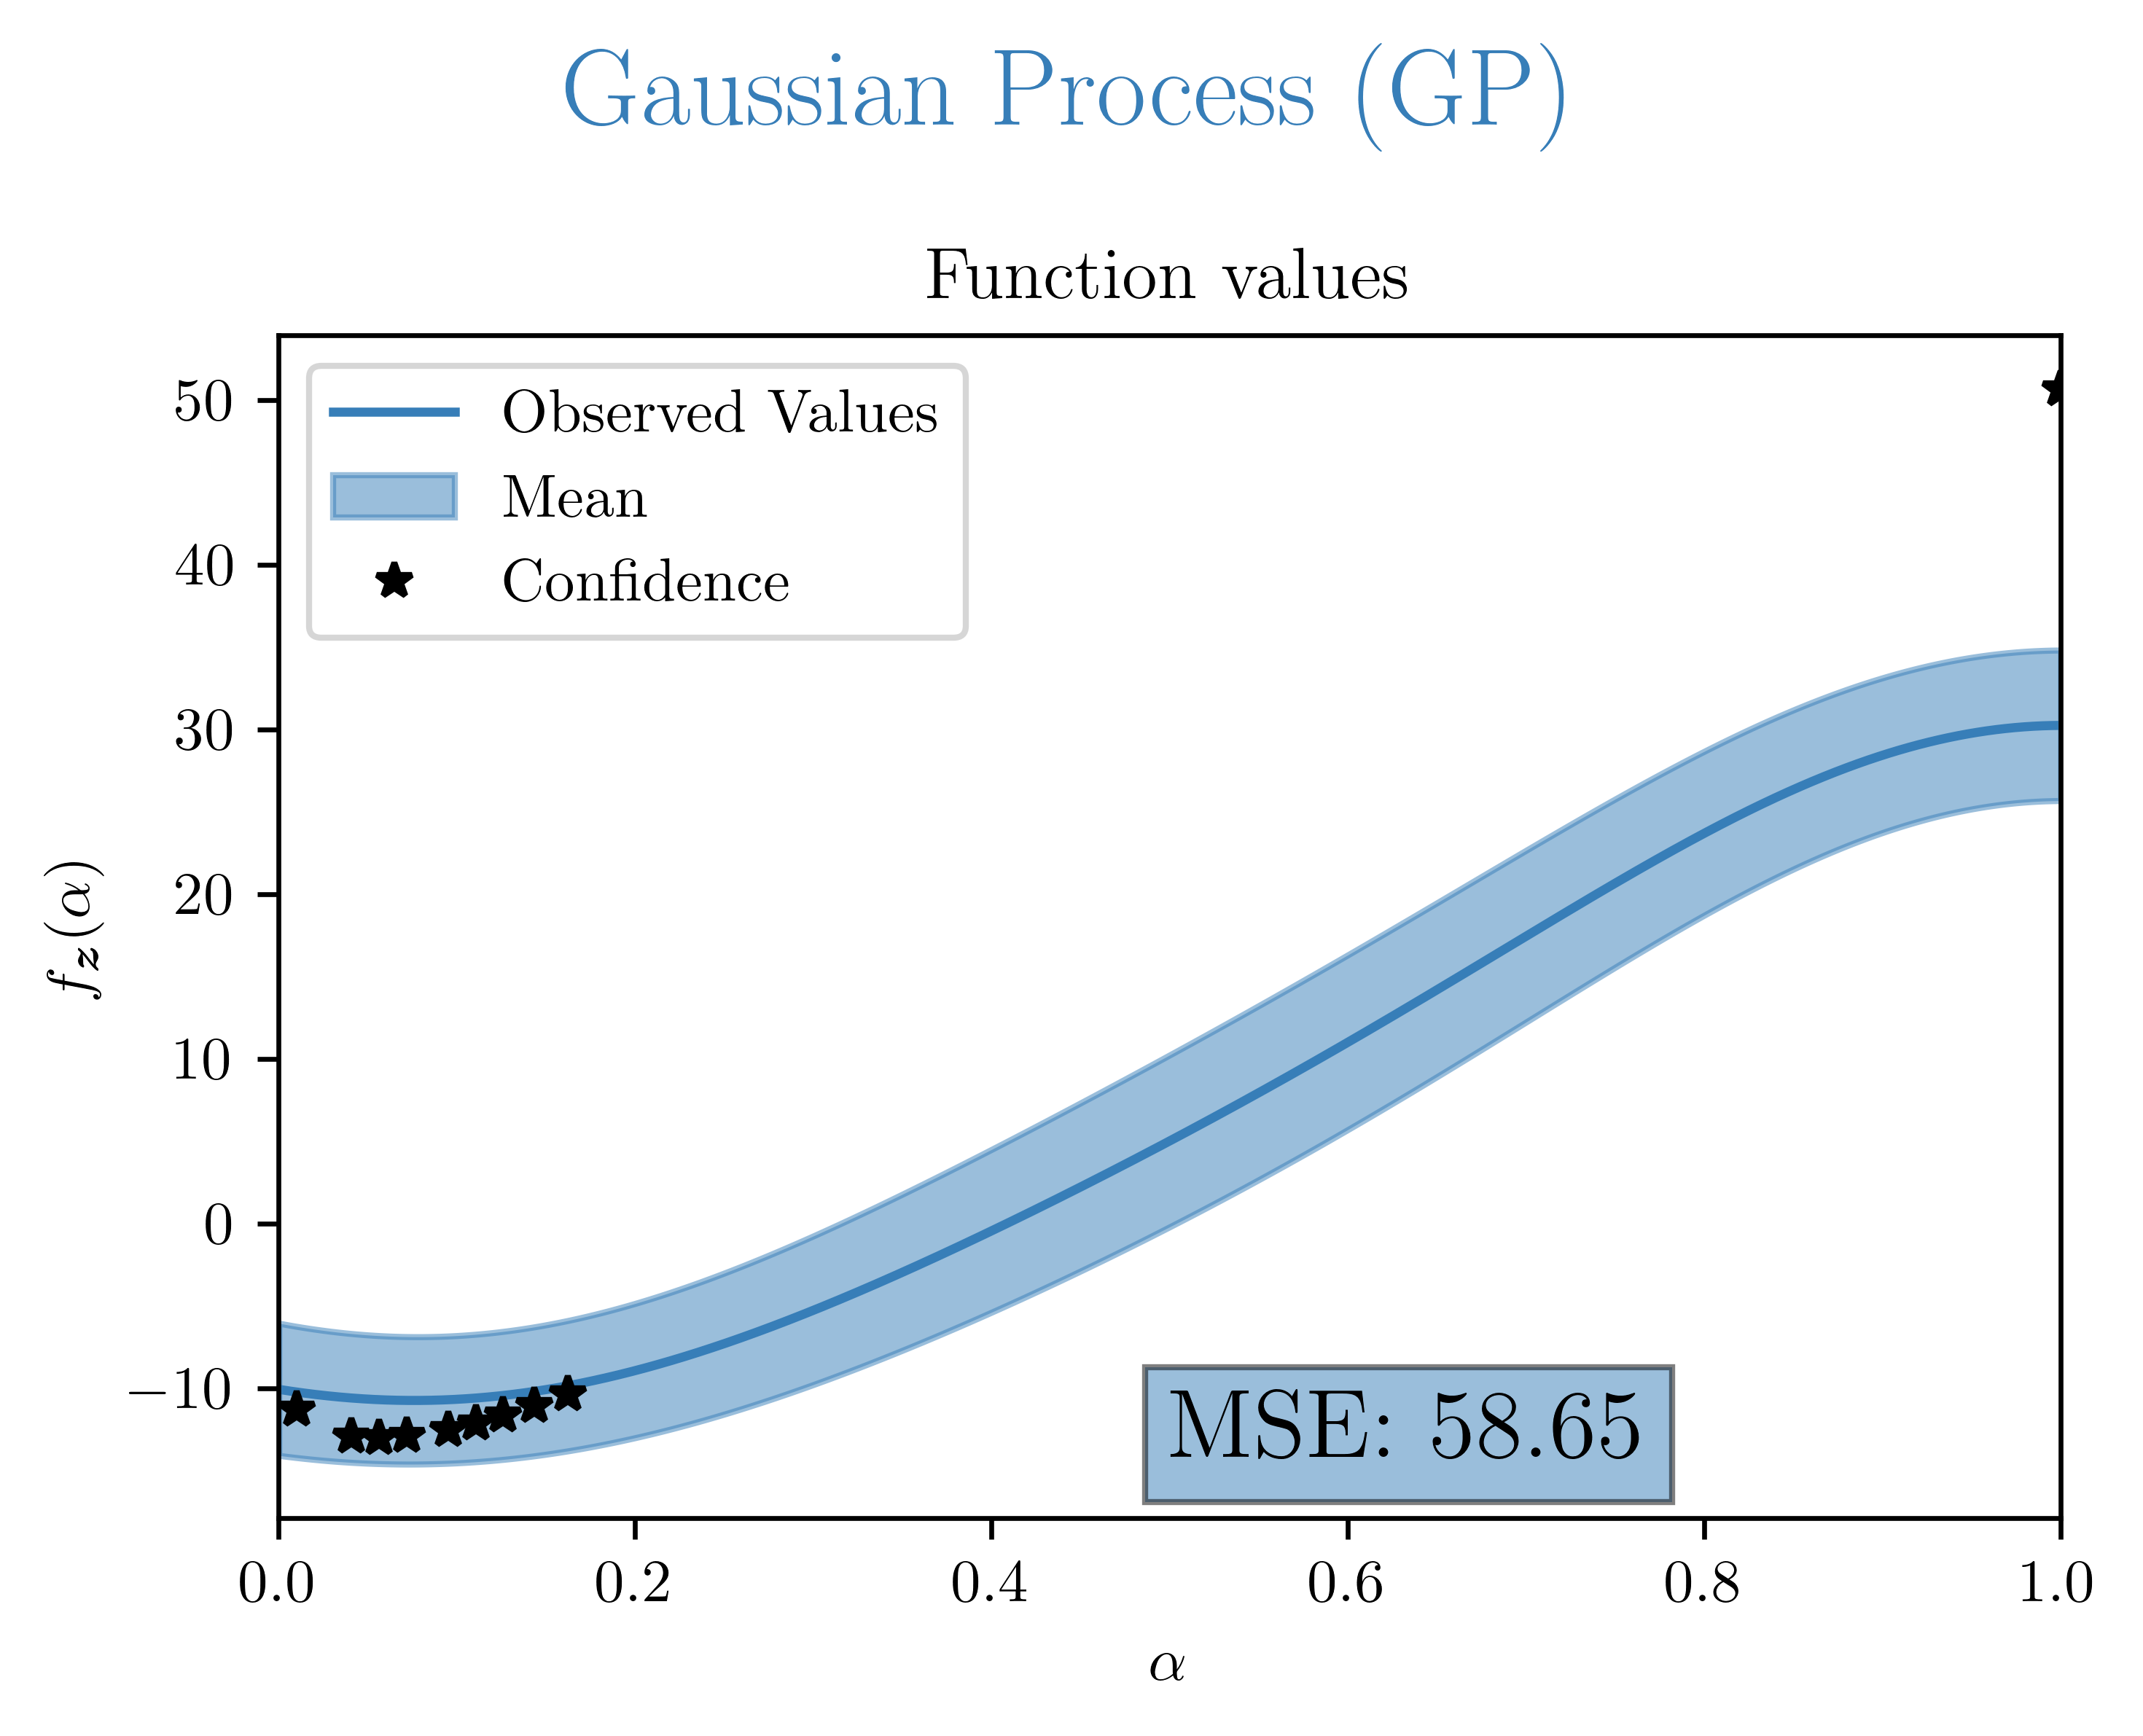 Gaussian Process (GP)
Function values
Observed Values
Mean
Confidence
50
40
30
20
10
0
−10
f_z(α)
MSE: 58.65
0.0 0.2 0.4 0.6 0.8 1.0
α